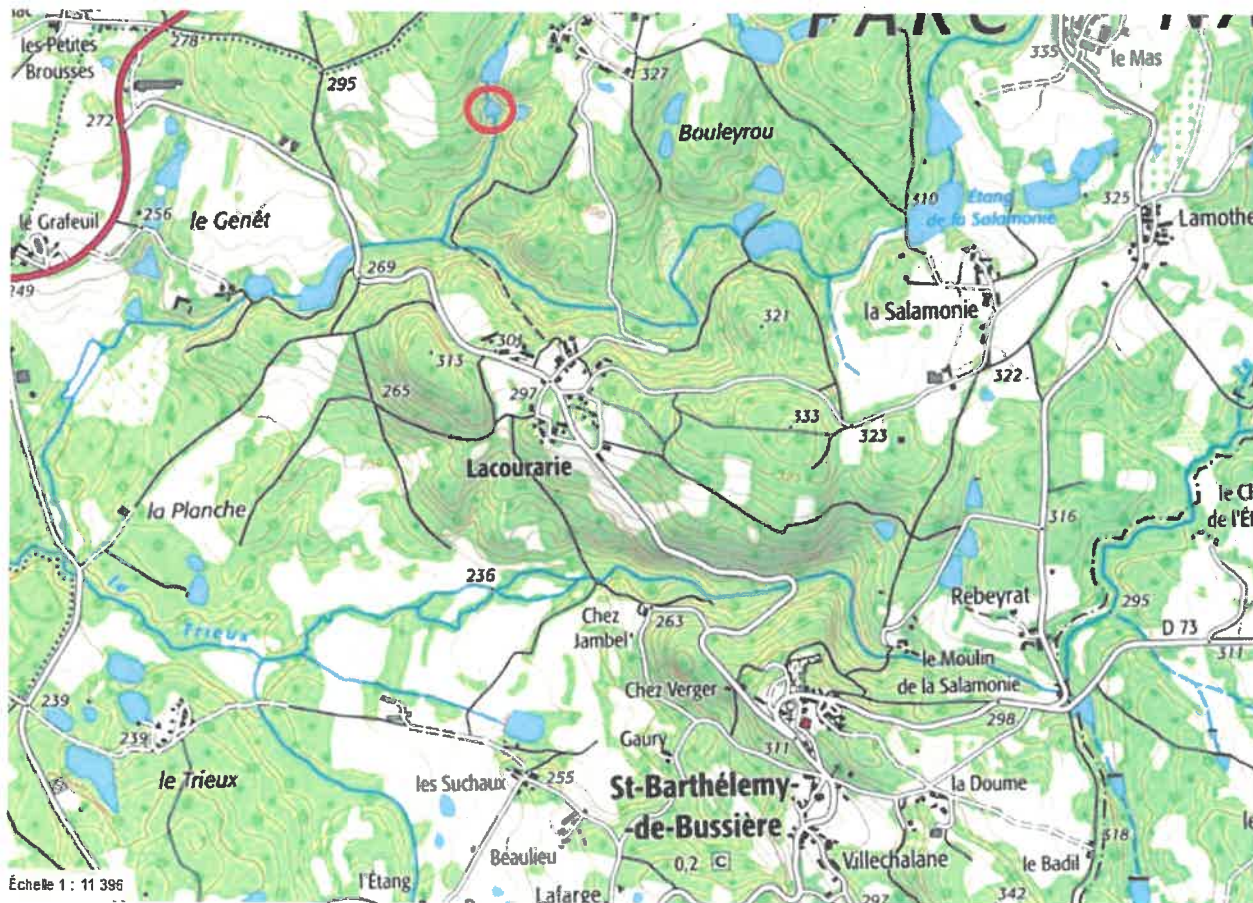 PARC NA
les Petites
Brousses
278
295
327
335
le Mas
272
Bouleyrou
le Grafeuil
256
le Genêt
310
Étang
de la Salamonie
325
Lamothe
249
269
la Salamonie
321
313
301
322
265
297
333
323
Lacourarie
la Planche
316
236
Rebeyrat
295
le
Trieux
Chez
Jambel
263
D 73
311
le Moulin
de la Salamonie
Chez Verger
239
239
298
Gaury
311
le Trieux
les Suchaux
255
la Doume
St-Barthélemy-
-de-Bussière
318
Beaulieu
0,2 C
Villechalane
le Badil
Échelle 1 : 11 396
l'Étang
Lafarge
297
342